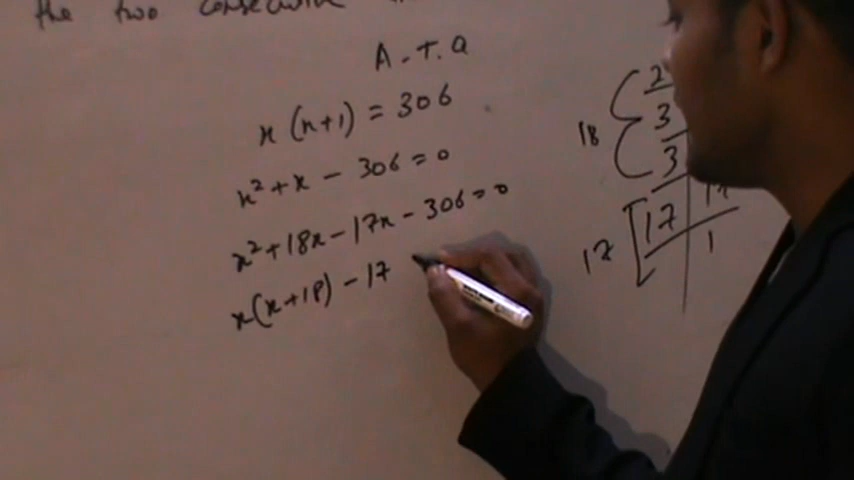 the two consecutive
A.T.Q
x (x+1) = 306
x² + x - 306 = 0
x² + 18x - 17x - 306 = 0
x(x+18) - 17
18
2
3
3
17
17
1